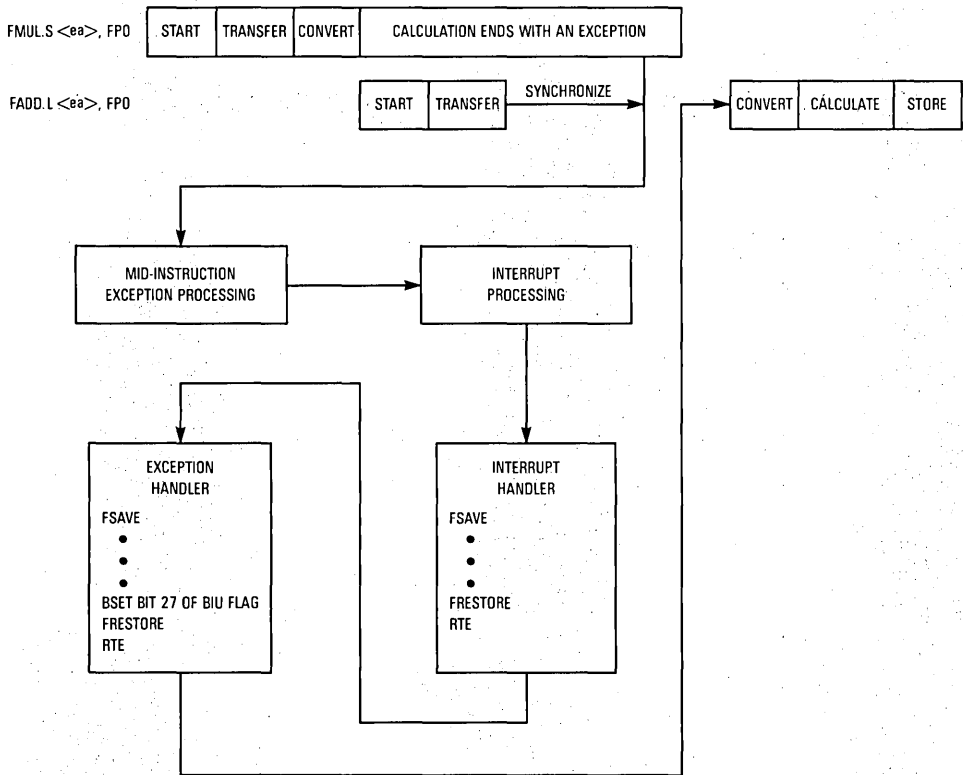 FMUL.S <ea>, FP0 START TRANSFER CONVERT CALCULATION ENDS WITH AN EXCEPTION
FADD.L <ea>, FP0 START TRANSFER SYNCHRONIZE CONVERT CALCULATE STORE
MID-INSTRUCTION
EXCEPTION PROCESSING
INTERRUPT
PROCESSING
EXCEPTION
HANDLER
FSAVE
•
•
•
BSET BIT 27 OF BIU FLAG
FRESTORE
RTE
INTERRUPT
HANDLER
FSAVE
•
•
•
FRESTORE
RTE